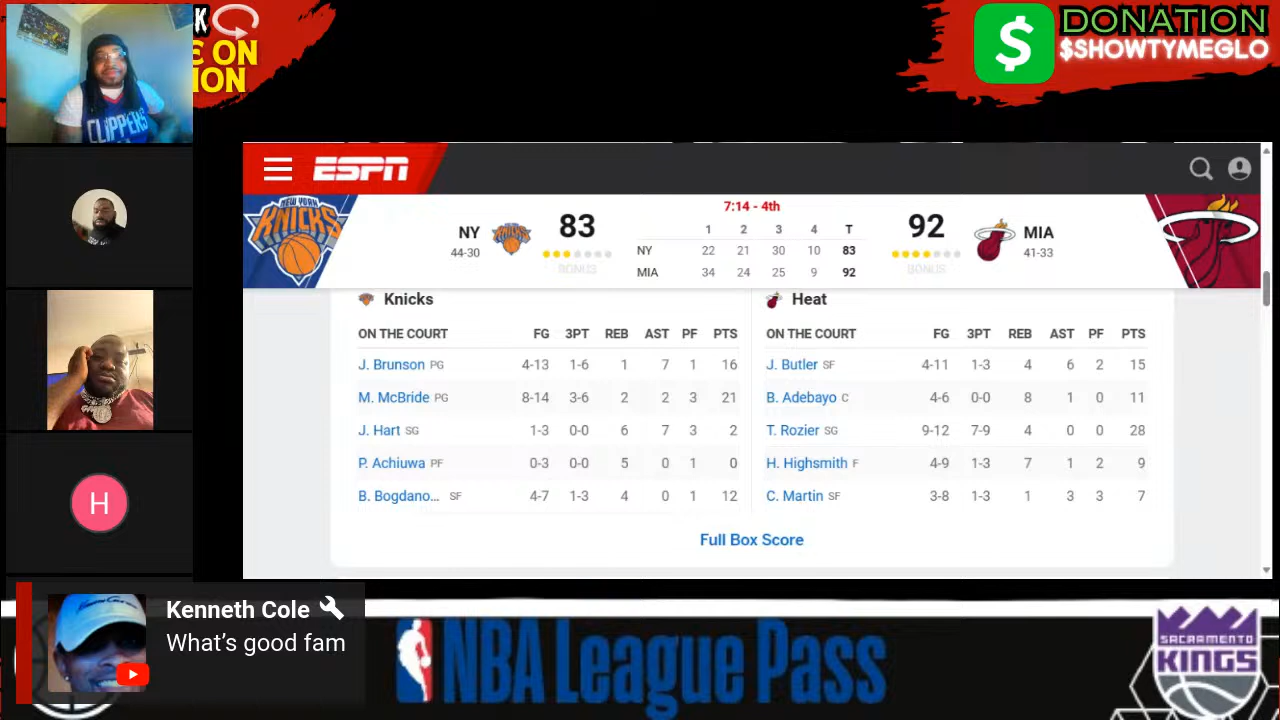 K
E ON
ION
DONATION
$SHOWTYMEGLO
CLIPPERS
ESPN
NEW YORK
KNICKS
NY
44-30
83
BONUS
7:14 - 4th
1 2 3 4 T
NY 22 21 30 10 83
MIA 34 24 25 9 92
92
BONUS
MIA
41-33
Knicks
ON THE COURT FG 3PT REB AST PF PTS
J. Brunson PG 4-13 1-6 1 7 1 16
M. McBride PG 8-14 3-6 2 2 3 21
J. Hart SG 1-3 0-0 6 7 3 2
P. Achiuwa PF 0-3 0-0 5 0 1 0
B. Bogdano... SF 4-7 1-3 4 0 1 12
Heat
ON THE COURT FG 3PT REB AST PF PTS
J. Butler SF 4-11 1-3 4 6 2 15
B. Adebayo C 4-6 0-0 8 1 0 11
T. Rozier SG 9-12 7-9 4 0 0 28
H. Highsmith F 4-9 1-3 7 1 2 9
C. Martin SF 3-8 1-3 1 3 3 7
Full Box Score
H
Kenneth Cole
What's good fam
NBA League Pass
SACRAMENTO
KINGS